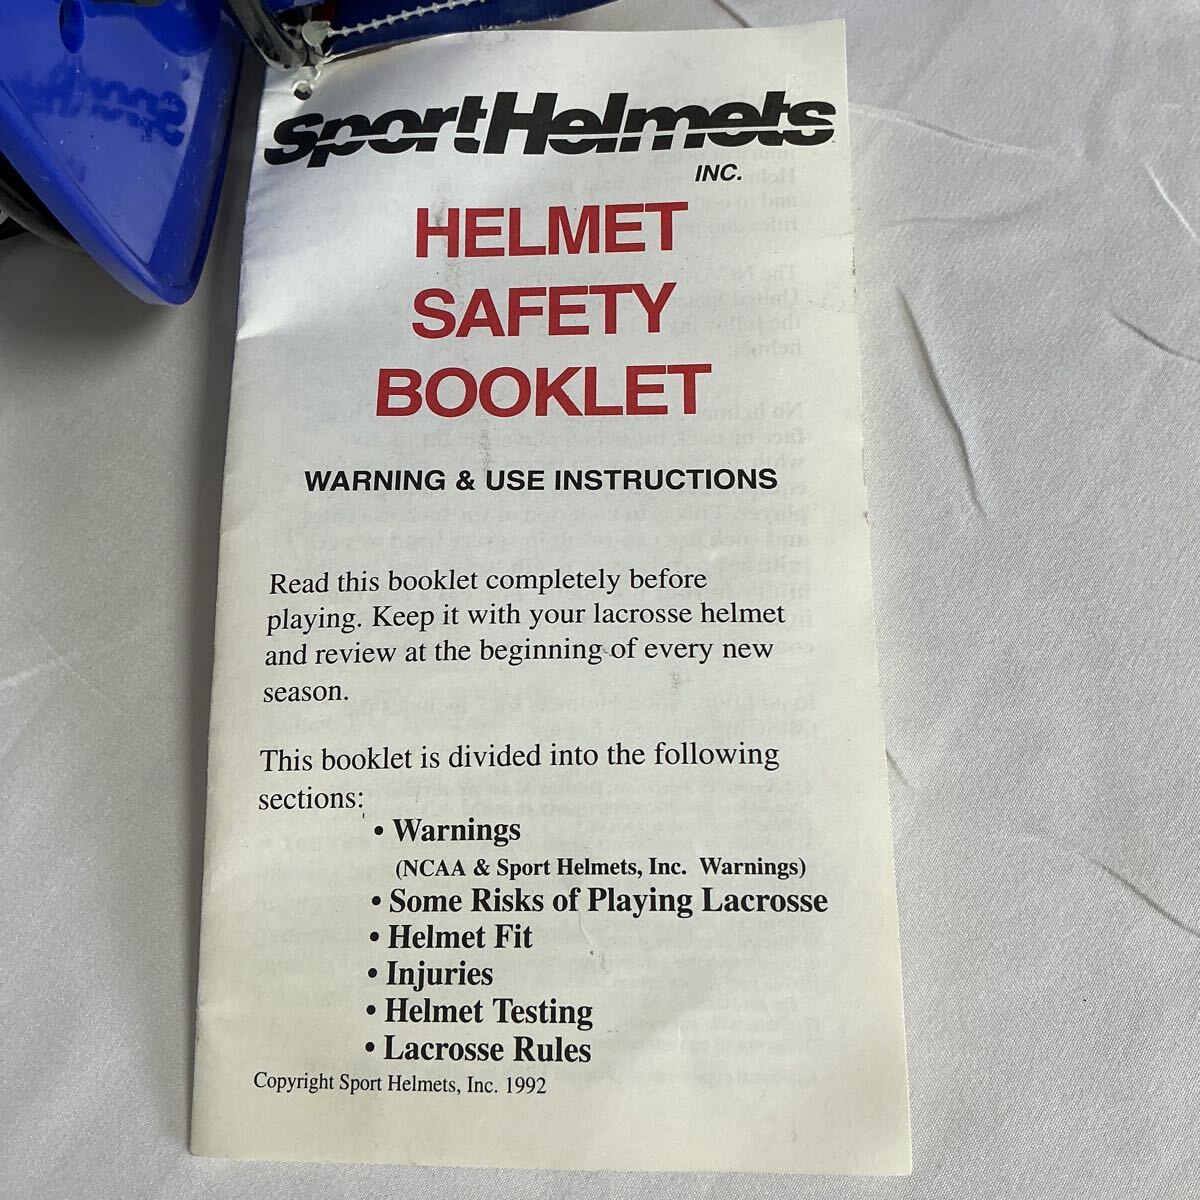 SportHelmets
INC.
HELMET
SAFETY
BOOKLET
WARNING & USE INSTRUCTIONS
Read this booklet completely before
playing. Keep it with your lacrosse helmet
and review at the beginning of every new
season.
This booklet is divided into the following
sections:
• Warnings
(NCAA & Sport Helmets, Inc. Warnings)
• Some Risks of Playing Lacrosse
• Helmet Fit
• Injuries
• Helmet Testing
• Lacrosse Rules
Copyright Sport Helmets, Inc. 1992